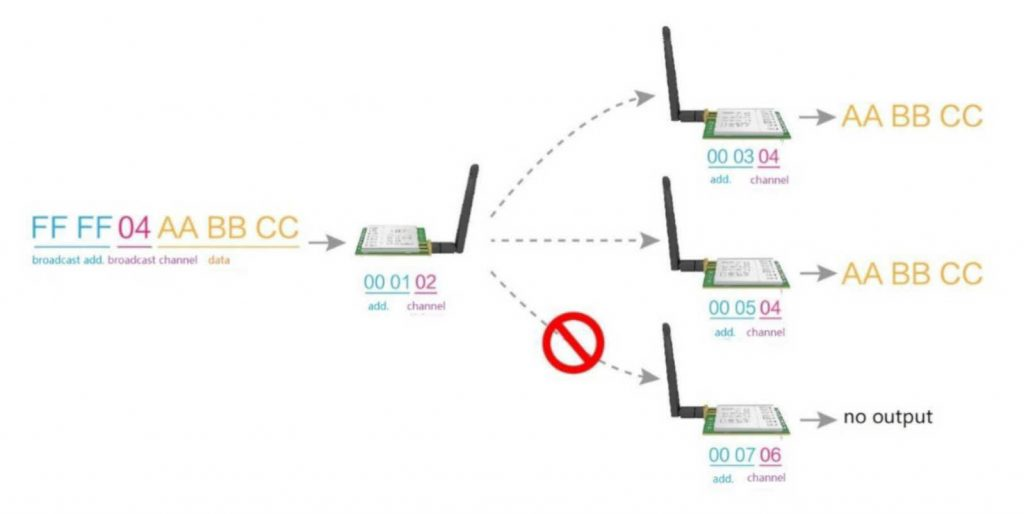 FF FF 04 AA BB CC
broadcast add. broadcast channel data
00 01 02
add. channel
AA BB CC
00 03 04
add. channel
AA BB CC
00 05 04
add. channel
no output
00 07 06
add. channel